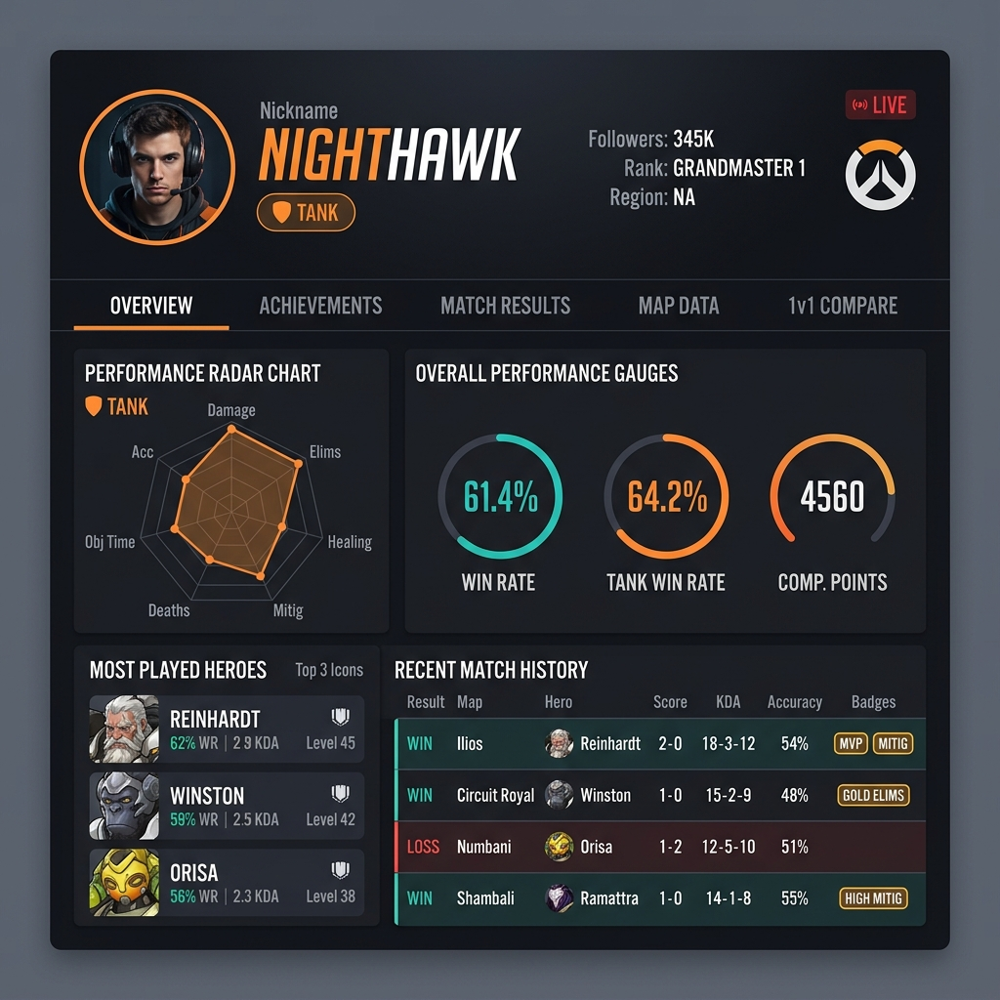 LIVE
Nickname
NIGHTHAWK
TANK
Followers: 345K
Rank: GRANDMASTER 1
Region: NA
OVERVIEW ACHIEVEMENTS MATCH RESULTS MAP DATA 1v1 COMPARE
PERFORMANCE RADAR CHART
TANK
Damage
Acc
Elims
Obj Time
Healing
Deaths
Mitig
OVERALL PERFORMANCE GAUGES
61.4%
WIN RATE
64.2%
TANK WIN RATE
4560
COMP. POINTS
MOST PLAYED HEROES Top 3 Icons
REINHARDT
62% WR | 2.9 KDA Level 45
WINSTON
59% WR | 2.5 KDA Level 42
ORISA
56% WR | 2.3 KDA Level 38
RECENT MATCH HISTORY
Result Map Hero Score KDA Accuracy Badges
WIN Ilios Reinhardt 2-0 18-3-12 54% MVP MITIG
WIN Circuit Royal Winston 1-0 15-2-9 48% GOLD ELIMS
LOSS Numbani Orisa 1-2 12-5-10 51%
WIN Shambali Ramattra 1-0 14-1-8 55% HIGH MITIG